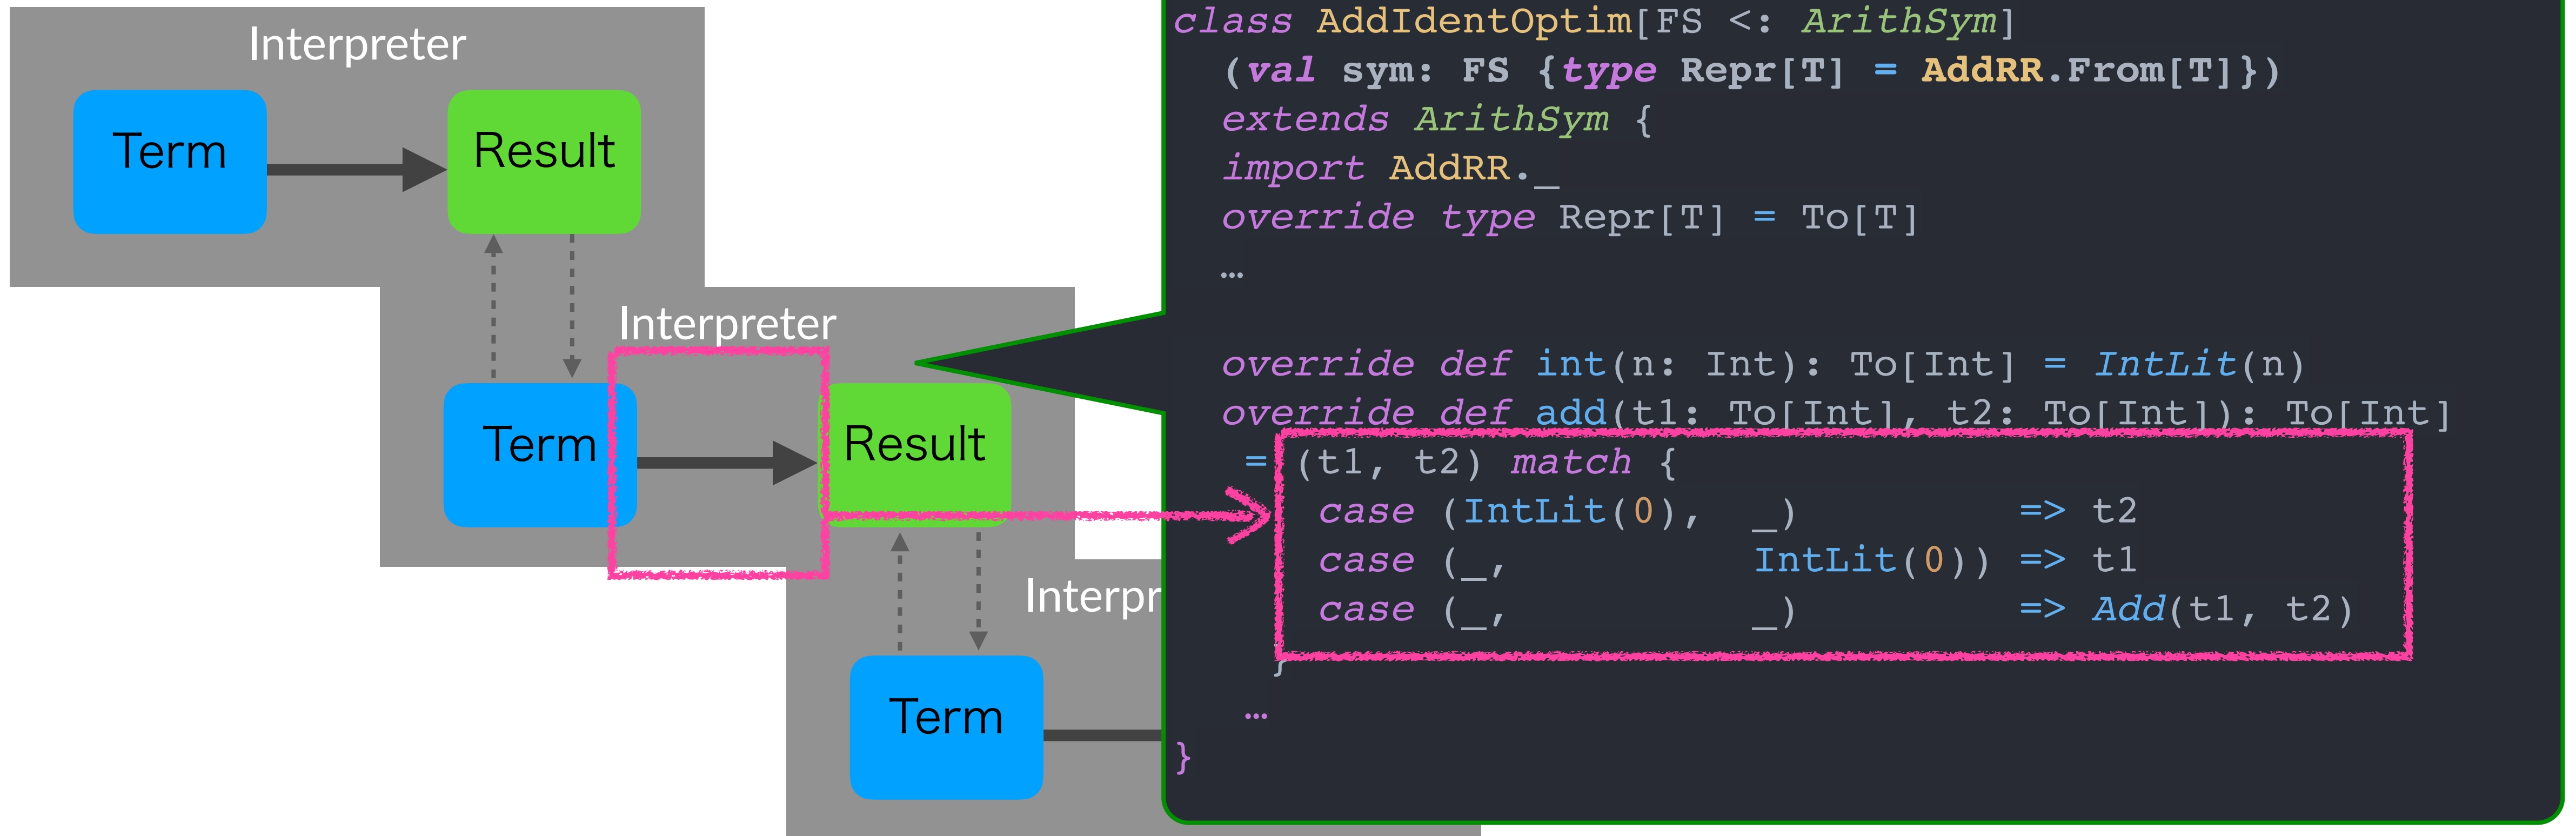 Interpreter
Term
Result
Interpreter
Term
Result
Interpr
Term
class AddIdentOptim[FS <: ArithSym]
(val sym: FS {type Repr[T] = AddRR.From[T]})
extends ArithSym {
import AddRR._
override type Repr[T] = To[T]
…
override def int(n: Int): To[Int] = IntLit(n)
override def add(t1: To[Int], t2: To[Int]): To[Int]
= (t1, t2) match {
case (IntLit(0), _) => t2
case (_, IntLit(0)) => t1
case (_, _) => Add(t1, t2)
}
…
}